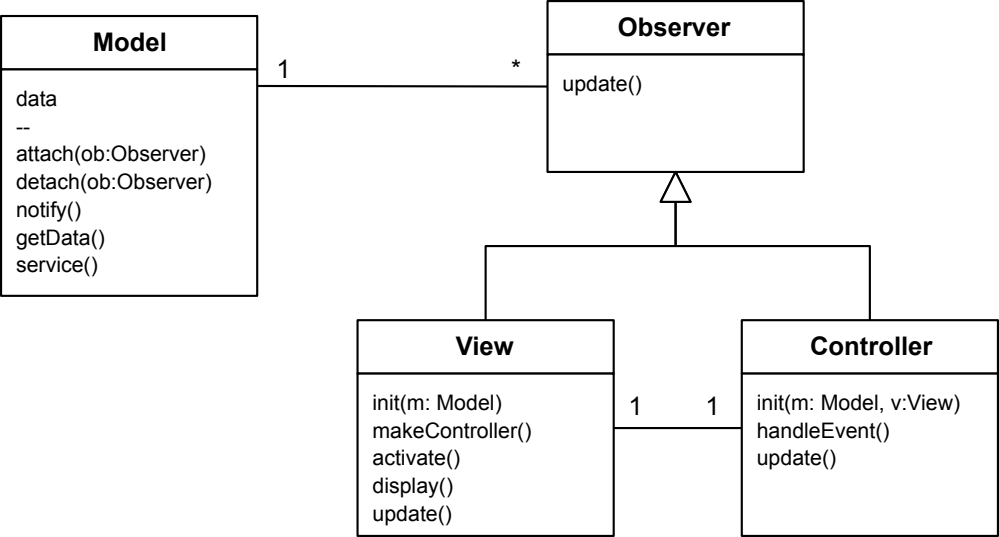 Model
data
--
attach(ob:Observer)
detach(ob:Observer)
notify()
getData()
service()
1
*
Observer
update()
View
init(m: Model)
makeController()
activate()
display()
update()
1
1
Controller
init(m: Model, v:View)
handleEvent()
update()